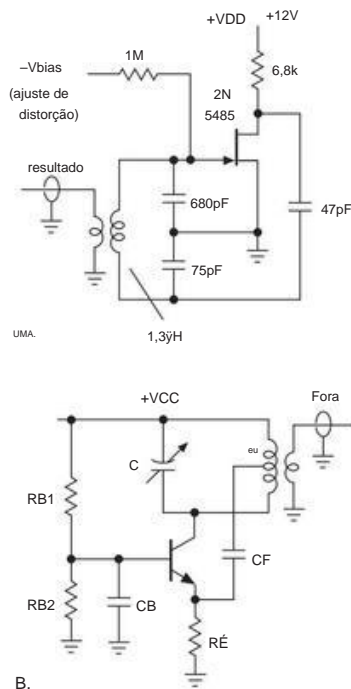 +VDD +12V
1M
6,8k
–Vbias
(ajuste de
distorção)
2N
5485
resultado
680pF
47pF
75pF
UMA.
1,3ÿH
+VCC
Fora
C
eu
RB1
CF
RB2
CB
RÉ
B.